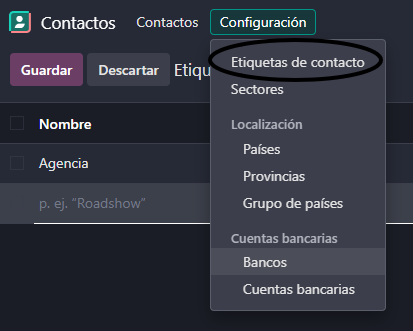 Contactos Contactos Configuración
Guardar Descartar Etiqu
Etiquetas de contacto
Sectores
Nombre
Localización
Países
Agencia
Provincias
p. ej. “Roadshow”
Grupo de países
Cuentas bancarias
Bancos
Cuentas bancarias